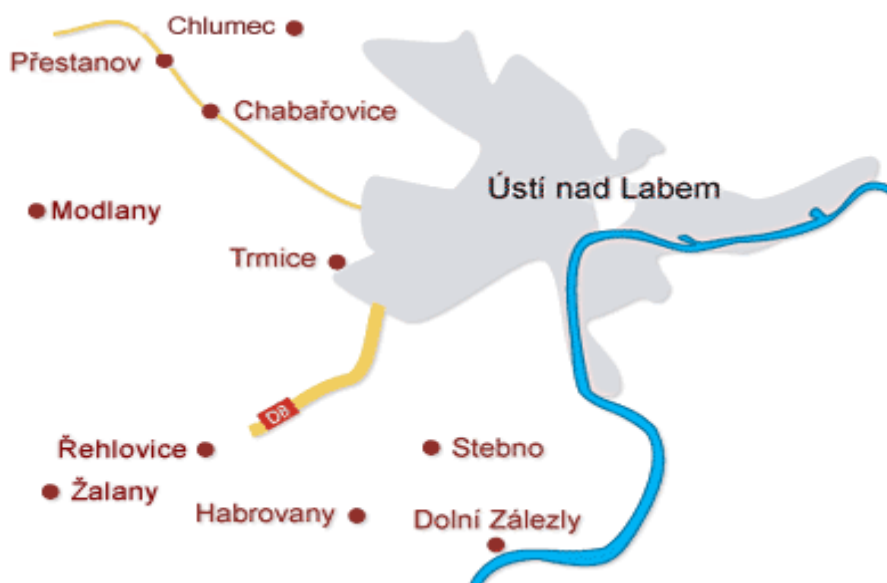 Chlumec
Přestanov
Chabařovice
Ústí nad Labem
Modlany
Trmice
D8
Řehlovice
Stebno
Žalany
Habrovany
Dolní Zálezly